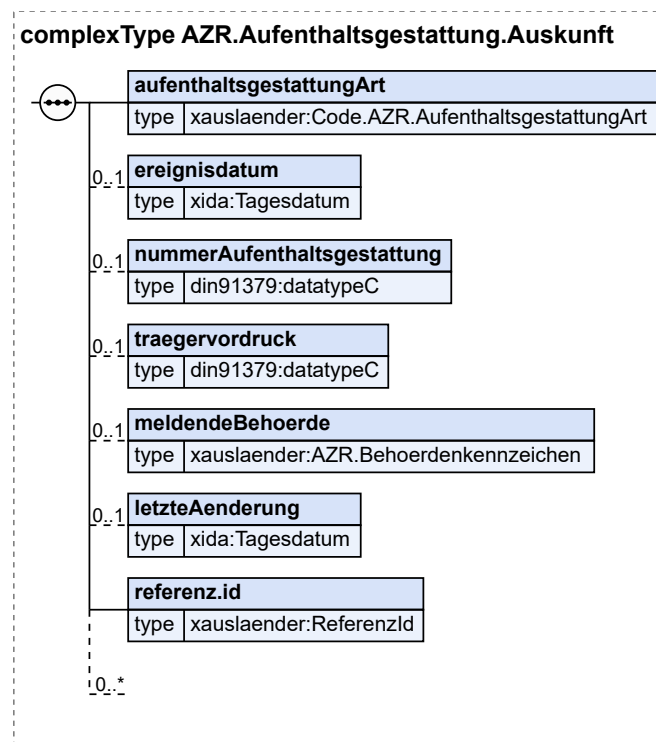 complexType AZR.Aufenthaltsgestattung.Auskunft
aufenthaltsgestattungArt
type xauslaender:Code.AZR.AufenthaltsgestattungArt
0..1 ereignisdatum
type xida:Tagesdatum
0..1 nummerAufenthaltsgestattung
type din91379:datatypeC
0..1 traegervordruck
type din91379:datatypeC
0..1 meldendeBehoerde
type xauslaender:AZR.Behoerdenkennzeichen
0..1 letzteAenderung
type xida:Tagesdatum
referenz.id
type xauslaender:ReferenzId
0..*